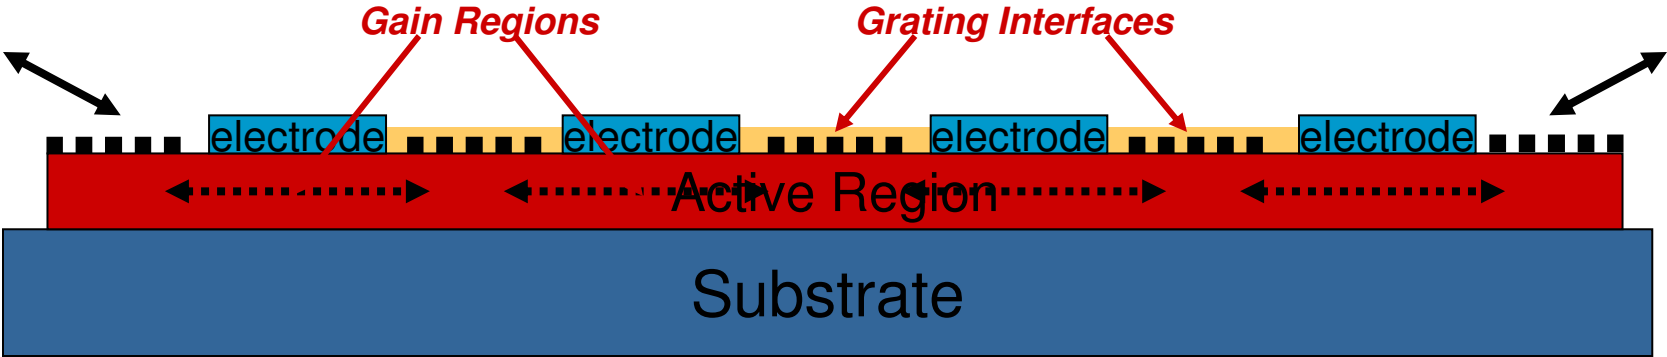 Gain Regions
Grating Interfaces
electrode
electrode
electrode
electrode
Active Region
Substrate